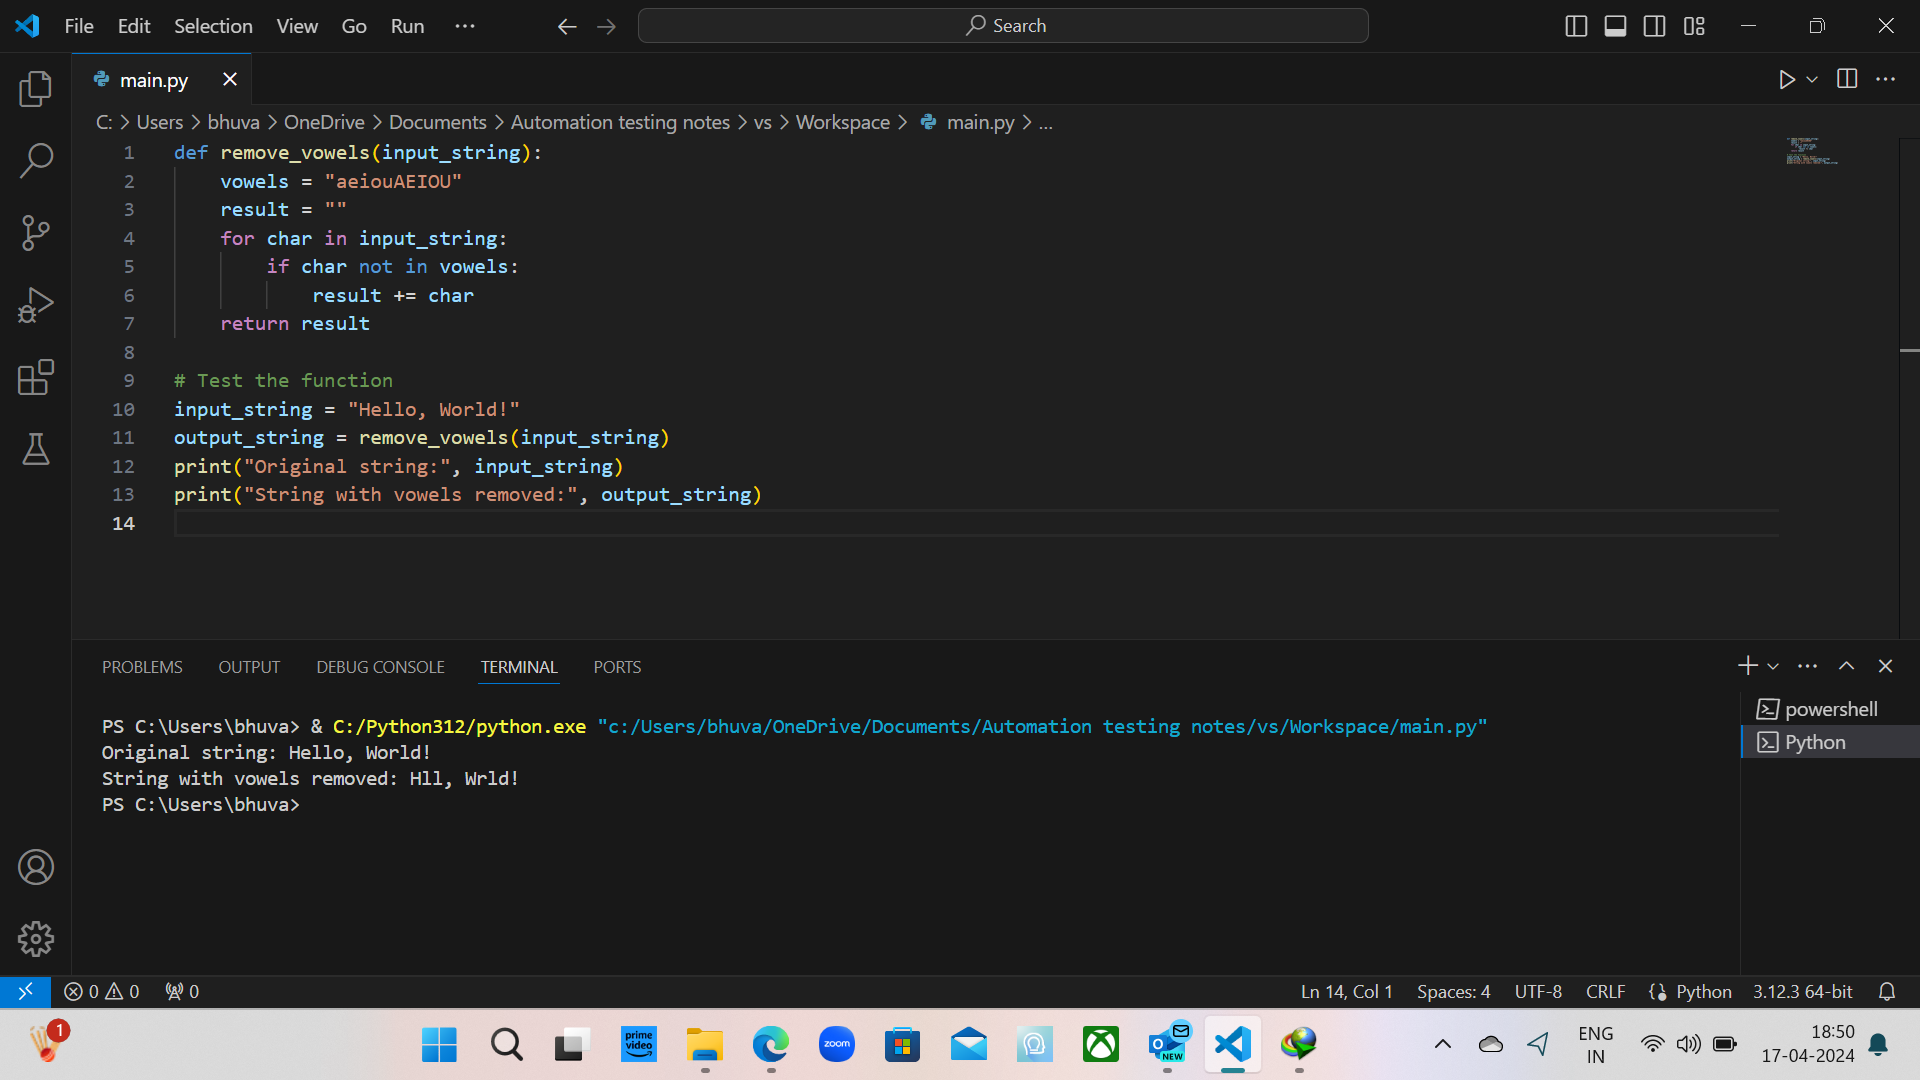 File Edit Selection View Go Run ··· Search
main.py
C: > Users > bhuva > OneDrive > Documents > Automation testing notes > vs > Workspace > main.py > ...
1 def remove_vowels(input_string):
2     vowels = "aeiouAEIOU"
3     result = ""
4     for char in input_string:
5         if char not in vowels:
6             result += char
7     return result
8
9 # Test the function
10 input_string = "Hello, World!"
11 output_string = remove_vowels(input_string)
12 print("Original string:", input_string)
13 print("String with vowels removed:", output_string)
14
PROBLEMS OUTPUT DEBUG CONSOLE TERMINAL PORTS
powershell
Python
PS C:\Users\bhuva> & C:/Python312/python.exe "c:/Users/bhuva/OneDrive/Documents/Automation testing notes/vs/Workspace/main.py"
Original string: Hello, World!
String with vowels removed: Hll, Wrld!
PS C:\Users\bhuva>
0 0 0 Ln 14, Col 1 Spaces: 4 UTF-8 CRLF Python 3.12.3 64-bit
1
prime video
zoom
NEW
ENG
IN
18:50
17-04-2024